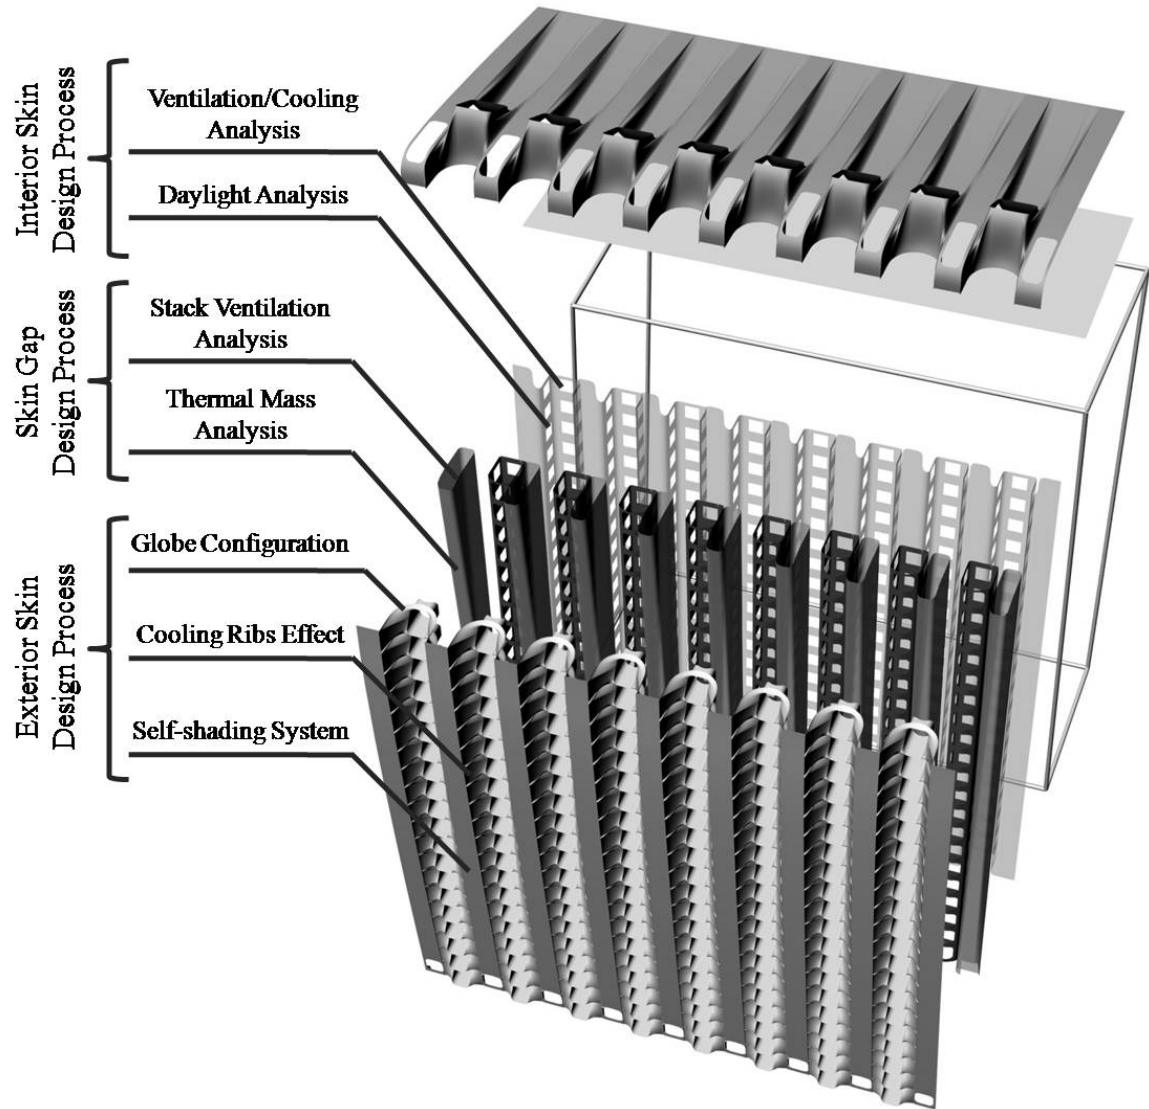 Interior Skin
Design Process
Ventilation/Cooling
Analysis
Daylight Analysis
Skin Gap
Design Process
Stack Ventilation
Analysis
Thermal Mass
Analysis
Exterior Skin
Design Process
Globe Configuration
Cooling Ribs Effect
Self-shading System